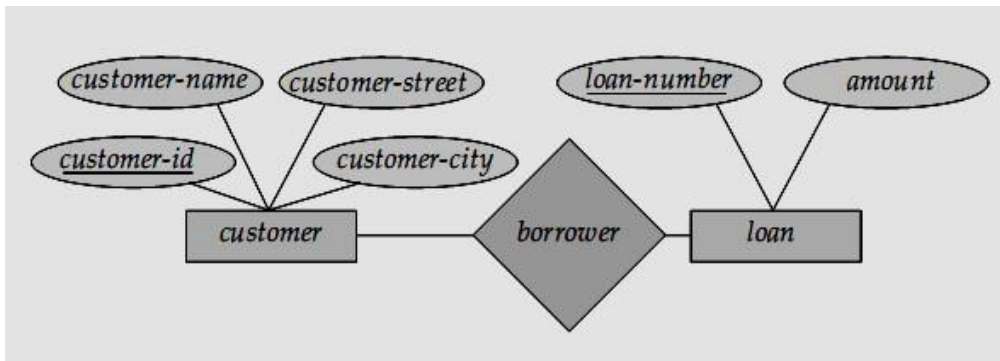 customer-name customer-street loan-number amount
customer-id customer-city
customer borrower loan